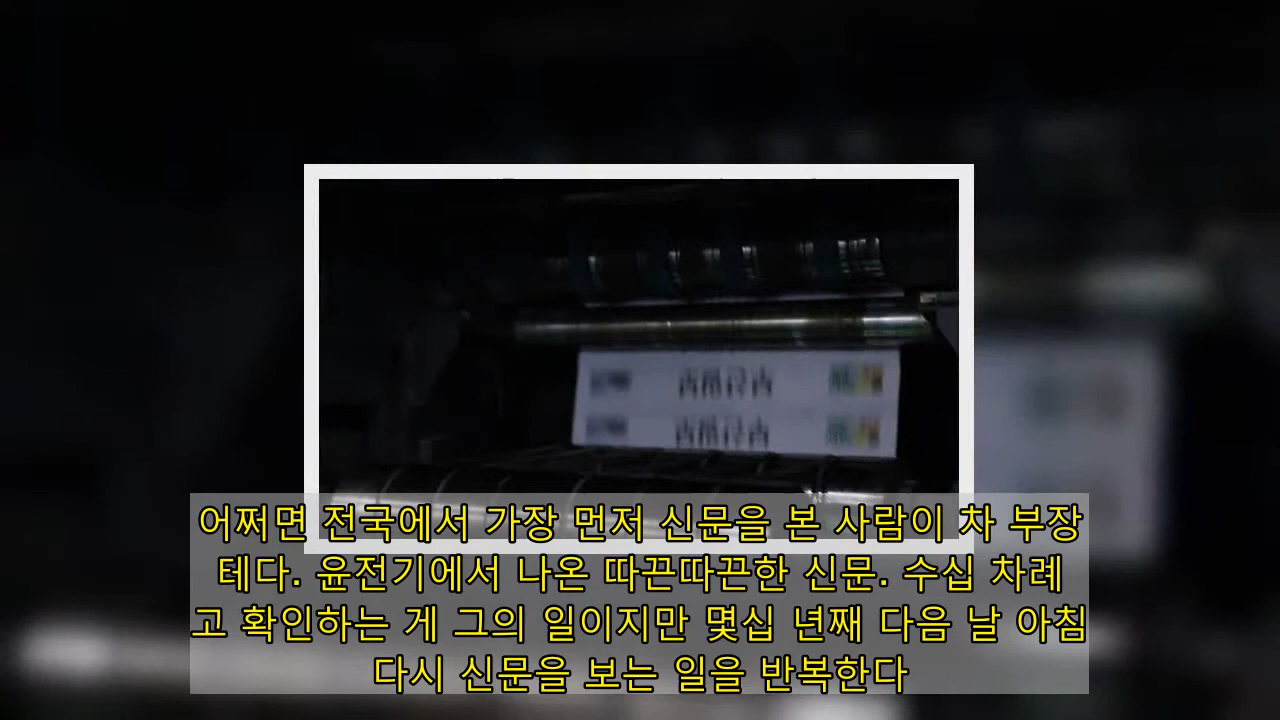 어쩌면 전국에서 가장 먼저 신문을 본 사람이 차 부장
테다. 윤전기에서 나온 따끈따끈한 신문. 수십 차례
고 확인하는 게 그의 일이지만 몇십 년째 다음 날 아침
다시 신문을 보는 일을 반복한다